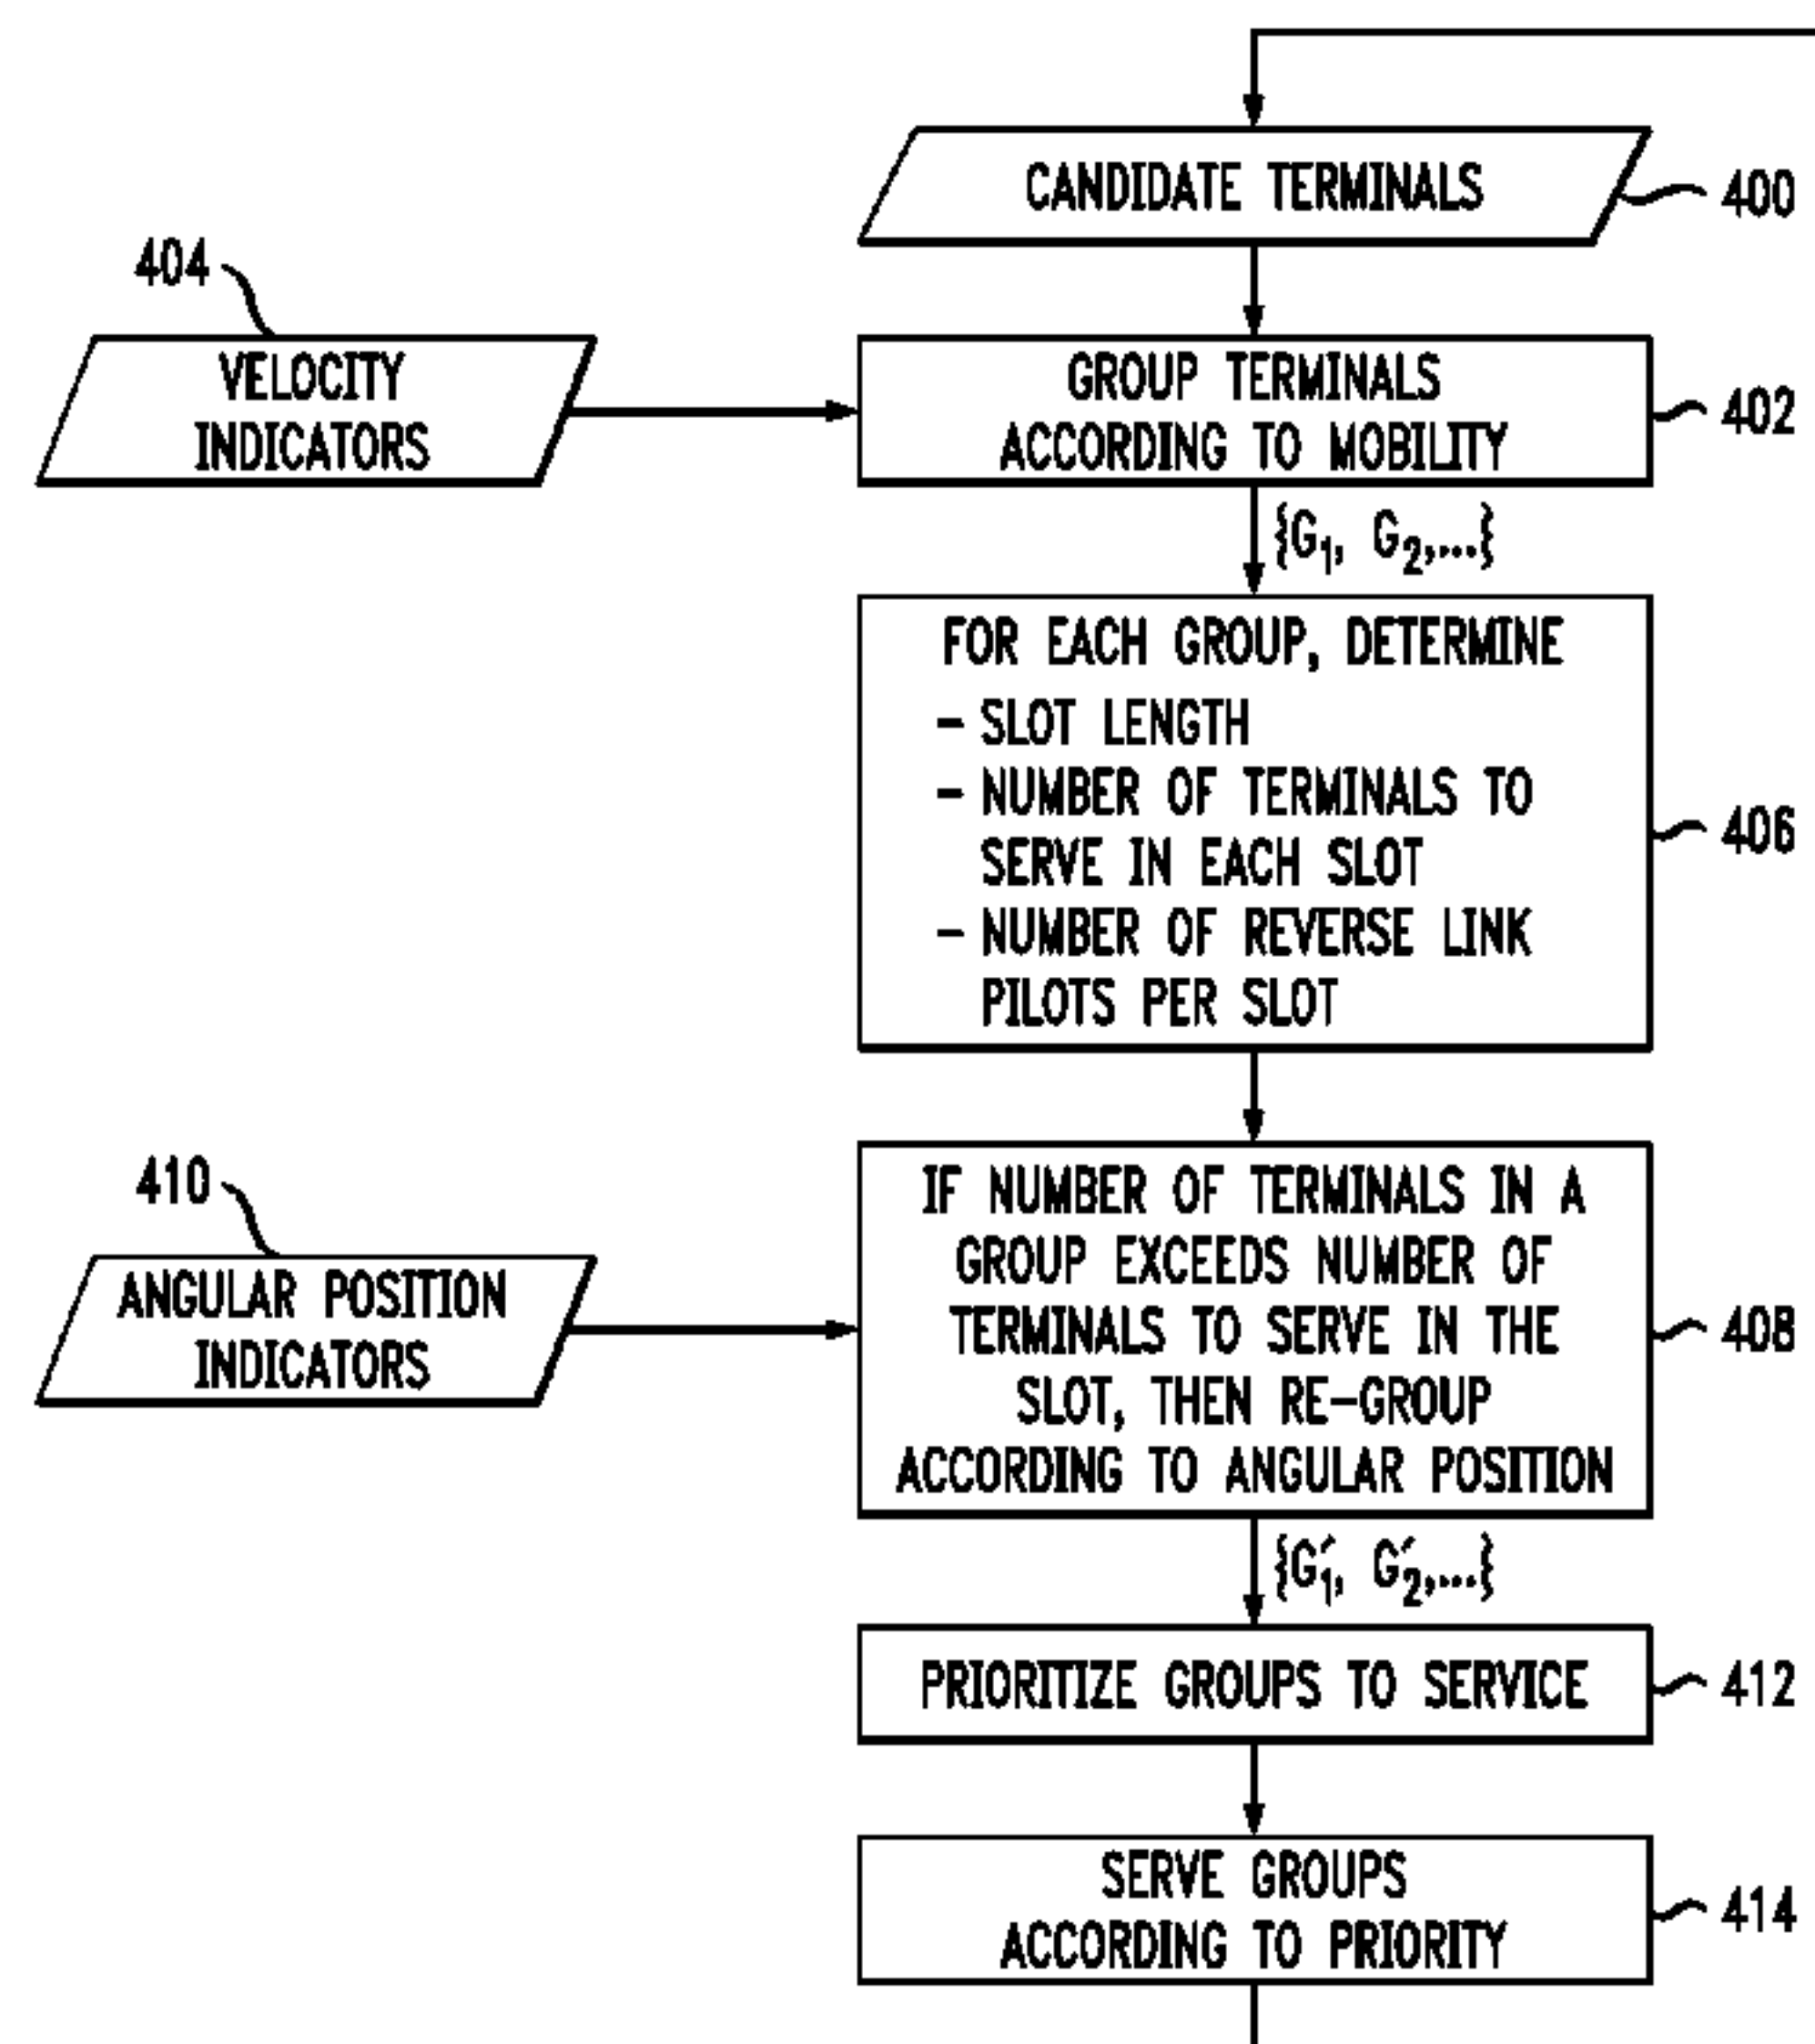 CANDIDATE TERMINALS
400
404
VELOCITY
INDICATORS
GROUP TERMINALS
ACCORDING TO MOBILITY
402
{G1, G2,...}
FOR EACH GROUP, DETERMINE
- SLOT LENGTH
- NUMBER OF TERMINALS TO
SERVE IN EACH SLOT
- NUMBER OF REVERSE LINK
PILOTS PER SLOT
406
410
ANGULAR POSITION
INDICATORS
IF NUMBER OF TERMINALS IN A
GROUP EXCEEDS NUMBER OF
TERMINALS TO SERVE IN THE
SLOT, THEN RE-GROUP
ACCORDING TO ANGULAR POSITION
408
{G′1, G′2,...}
PRIORITIZE GROUPS TO SERVICE
412
SERVE GROUPS
ACCORDING TO PRIORITY
414